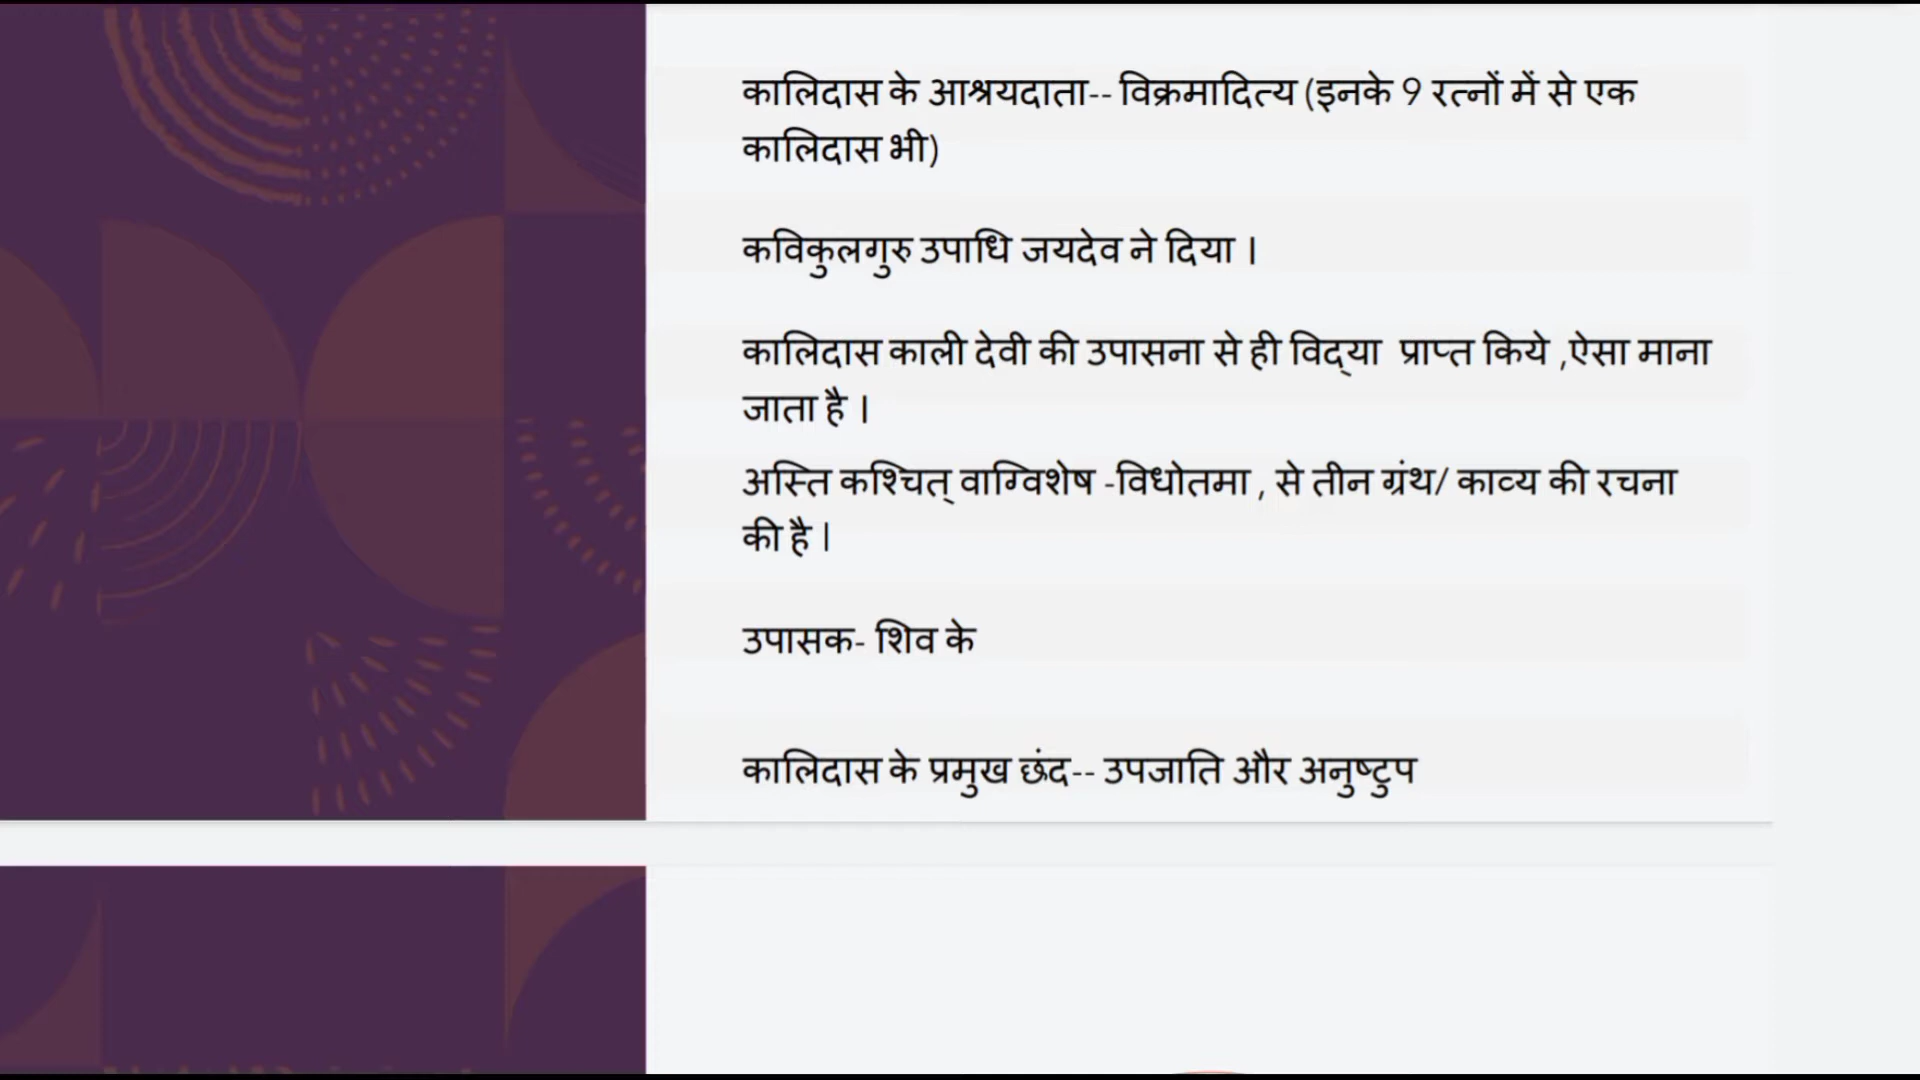 कालिदास के आश्रयदाता-- विक्रमादित्य (इनके 9 रत्नों में से एक
कालिदास भी)
कविकुलगुरु उपाधि जयदेव ने दिया ।
कालिदास काली देवी की उपासना से ही विद्‌या  प्राप्त किये ,ऐसा माना
जाता है ।
अस्ति कश्चित् वाग्विशेष -विधोतमा , से तीन ग्रंथ/ काव्य की रचना
की है |
उपासक- शिव के
कालिदास के प्रमुख छंद-- उपजाति और अनुष्टुप